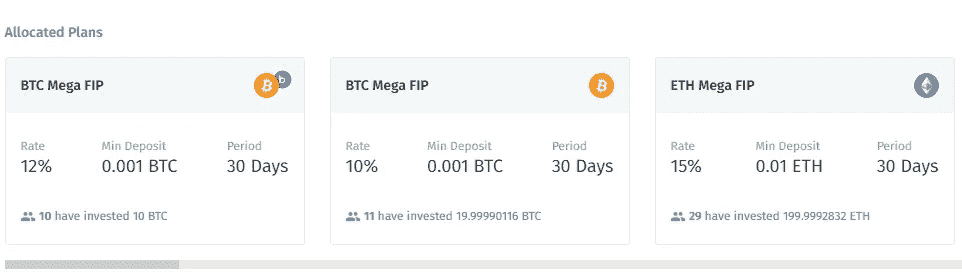 Allocated Plans
BTC Mega FIP
Rate Min Deposit Period
12% 0.001 BTC 30 Days
10 have invested 10 BTC
BTC Mega FIP
Rate Min Deposit Period
10% 0.001 BTC 30 Days
11 have invested 19.99990116 BTC
ETH Mega FIP
Rate Min Deposit Period
15% 0.01 ETH 30 Days
29 have invested 199.9992832 ETH